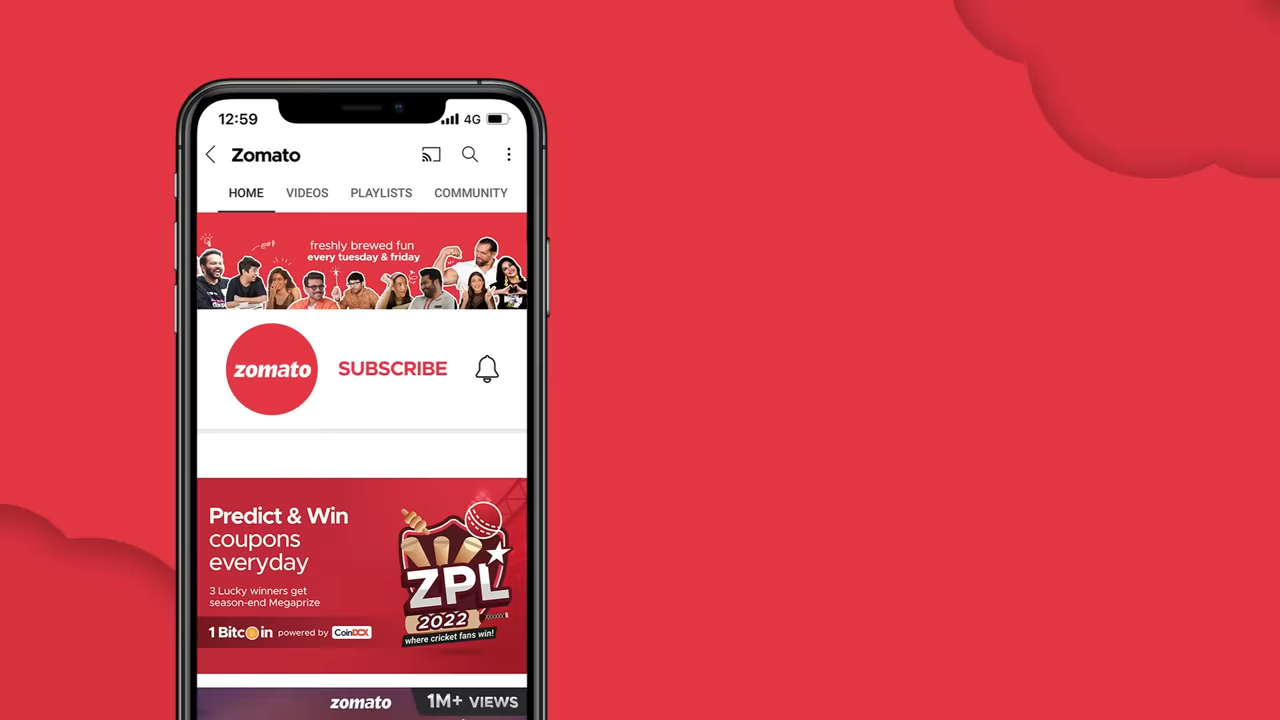 12:59
4G
Zomato
HOME VIDEOS PLAYLISTS COMMUNITY
freshly brewed fun
every tuesday & friday
@#
zomato SUBSCRIBE
Predict & Win
coupons
everyday
3 Lucky winners get
season-end Megaprize
1 Bitcoin powered by CoinDCX
ZPL
2022
where cricket fans win!
zomato 1M+ VIEWS